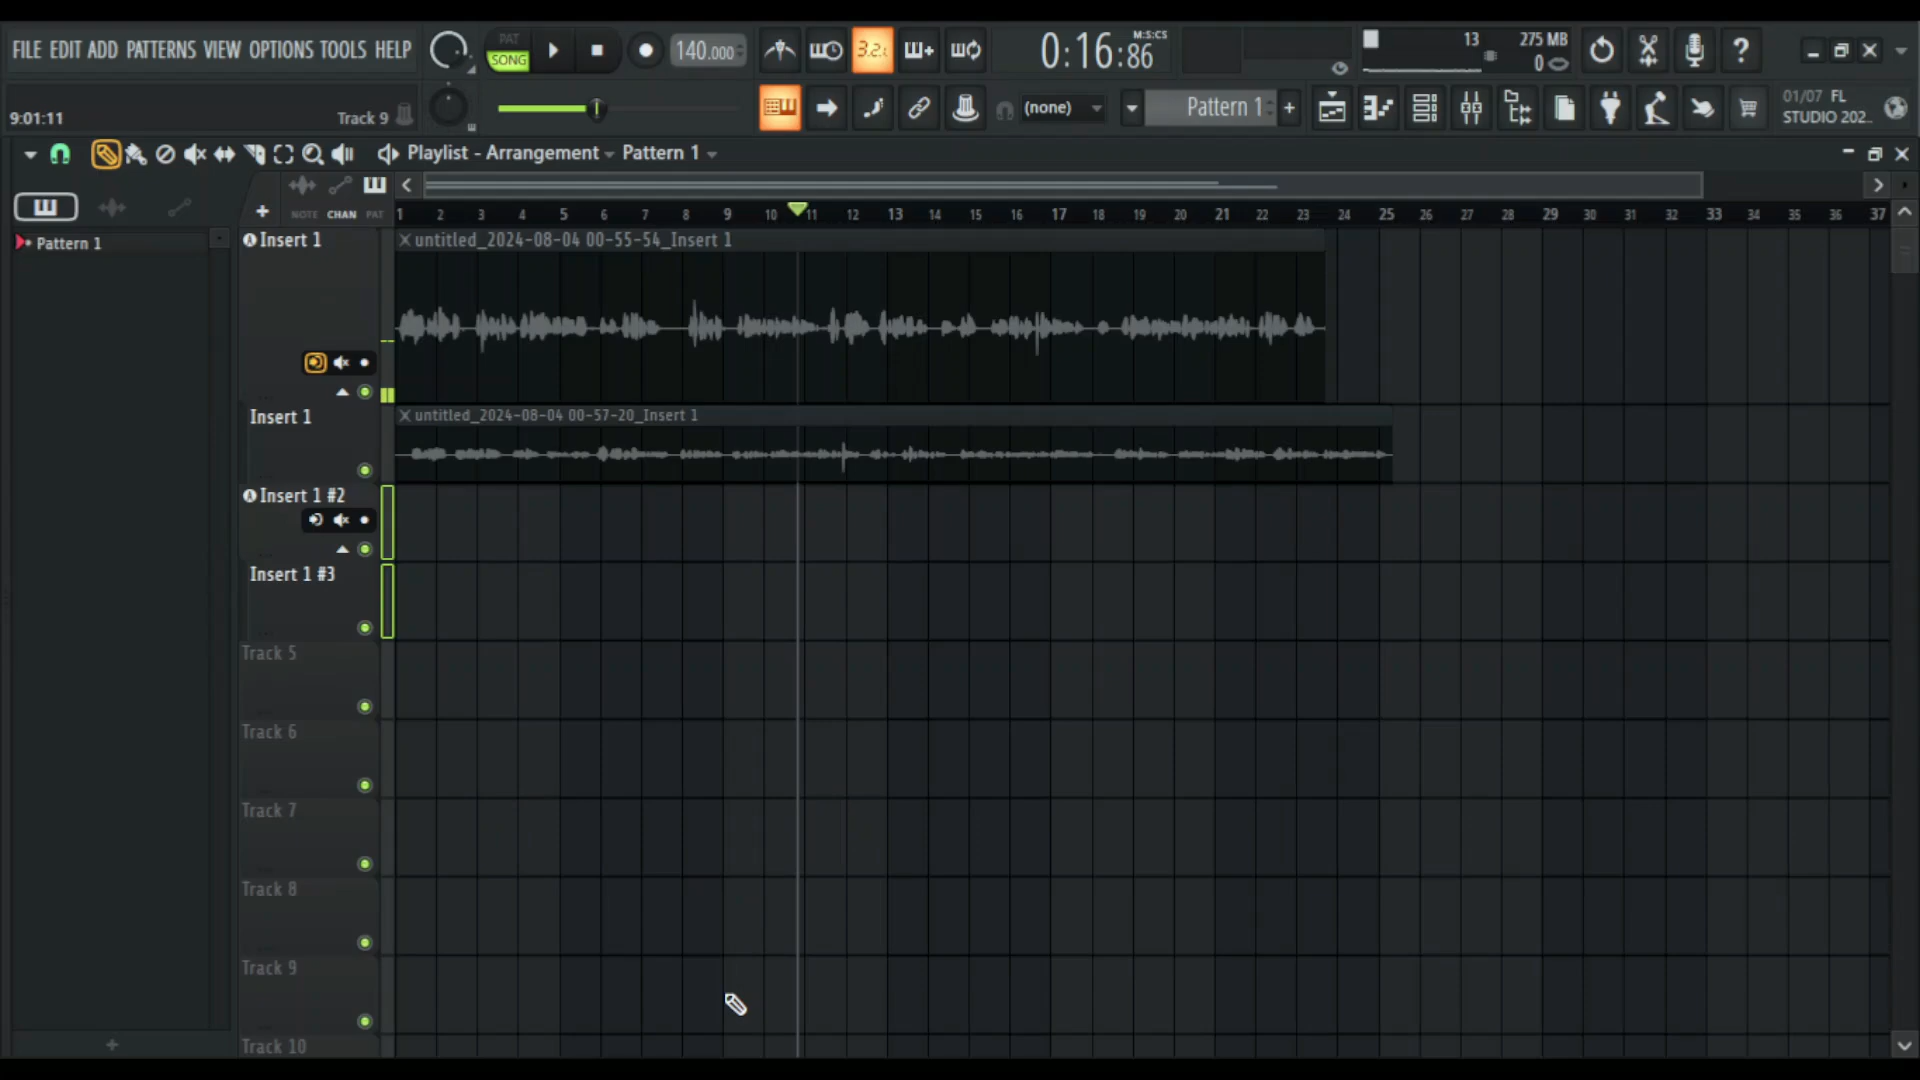 FILE EDIT ADD PATTERNS VIEW OPTIONS TOOLS HELP
PAT
SONG
140.000
3.2.
0:16:86
M:S:CS
13
275 MB
0
?
9:01:11
Track 9
(none)
Pattern 1
+
01/07 FL
STUDIO 202..
Playlist - Arrangement
Pattern 1
NOTE CHAN PAT
+
1 2 3 4 5 6 7 8 9 10 11 12 13 14 15 16 17 18 19 20 21 22 23 24 25 26 27 28 29 30 31 32 33 34 35 36 37
Pattern 1
Insert 1
untitled_2024-08-04 00-55-54_Insert 1
Insert 1
untitled_2024-08-04 00-57-20_Insert 1
Insert 1 #2
Insert 1 #3
Track 5
Track 6
Track 7
Track 8
Track 9
Track 10
+